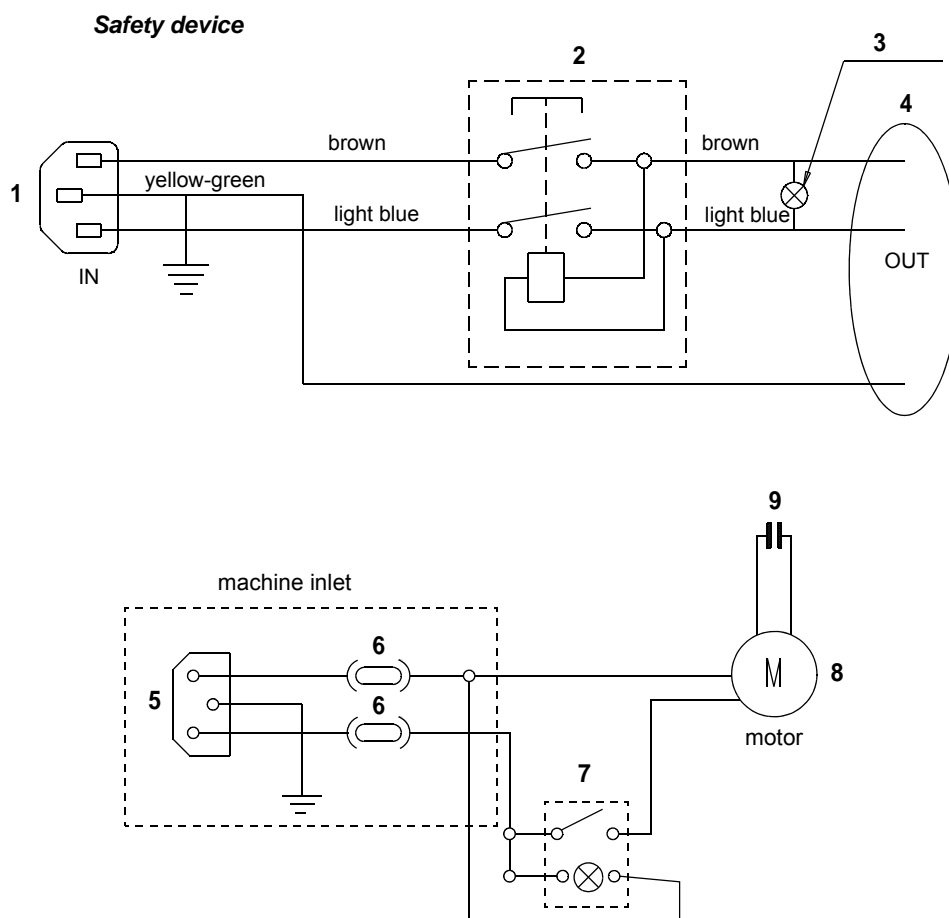 Safety device
2
3
4
brown
brown
1
yellow-green
light blue
light blue
IN
OUT
9
machine inlet
6
5
6
M
8
motor
7